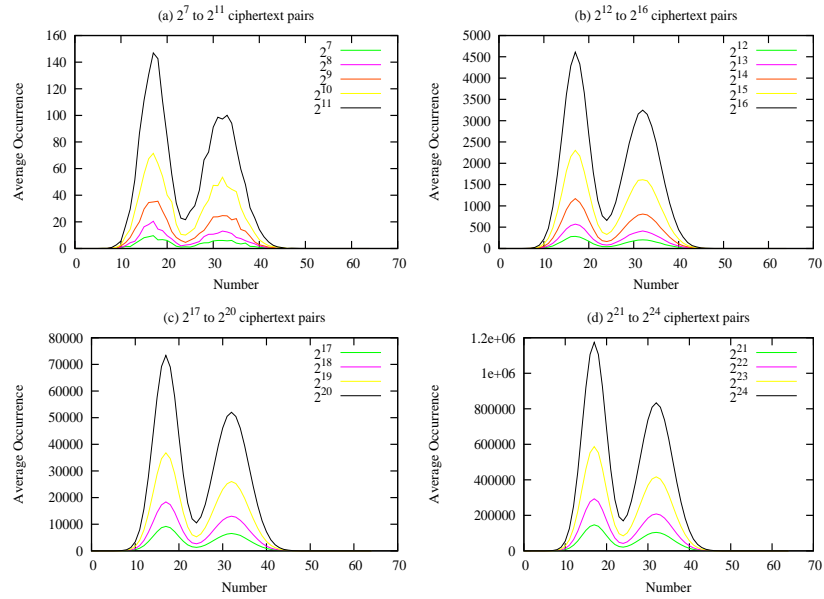 (a) 2^7 to 2^11 ciphertext pairs
160
140
120
100
80
60
40
20
0
0 10 20 30 40 50 60 70
Average Occurrence
Number
2^7
2^8
2^9
2^10
2^11
(b) 2^12 to 2^16 ciphertext pairs
5000
4500
4000
3500
3000
2500
2000
1500
1000
500
0
0 10 20 30 40 50 60 70
Average Occurrence
Number
2^12
2^13
2^14
2^15
2^16
(c) 2^17 to 2^20 ciphertext pairs
80000
70000
60000
50000
40000
30000
20000
10000
0
0 10 20 30 40 50 60 70
Average Occurrence
Number
2^17
2^18
2^19
2^20
(d) 2^21 to 2^24 ciphertext pairs
1.2e+06
1e+06
800000
600000
400000
200000
0
0 10 20 30 40 50 60 70
Average Occurrence
Number
2^21
2^22
2^23
2^24